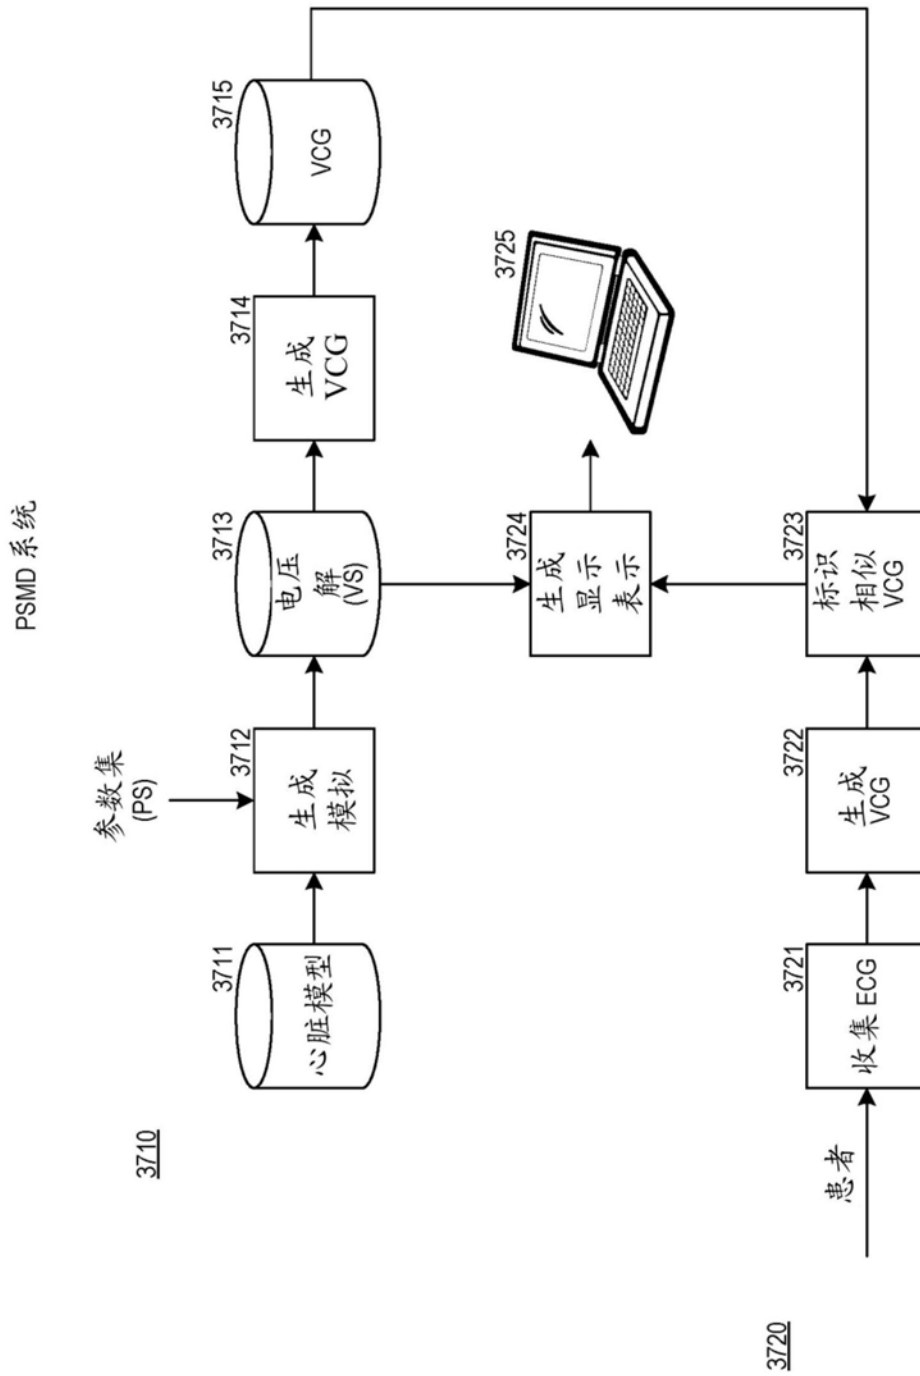 PSMD 系统
3710
参数集
(PS)
3711
心脏模型
3712
生成
模拟
3713
电压
解
(VS)
3714
生成
VCG
3715
VCG
3724
生成
显示
表示
3725
3720
患者
3721
收集 ECG
3722
生成
VCG
3723
标识
相似
VCG